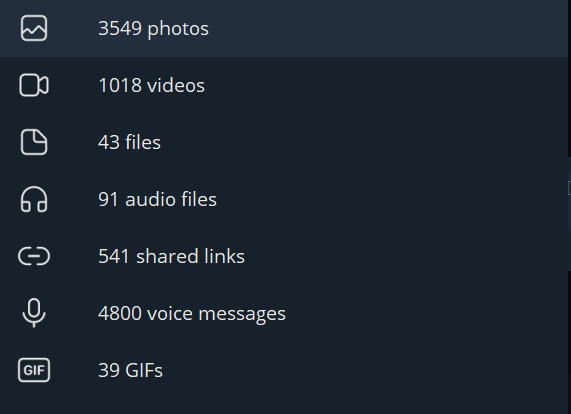 3549 photos
1018 videos
43 files
91 audio files
541 shared links
4800 voice messages
GIF 39 GIFs